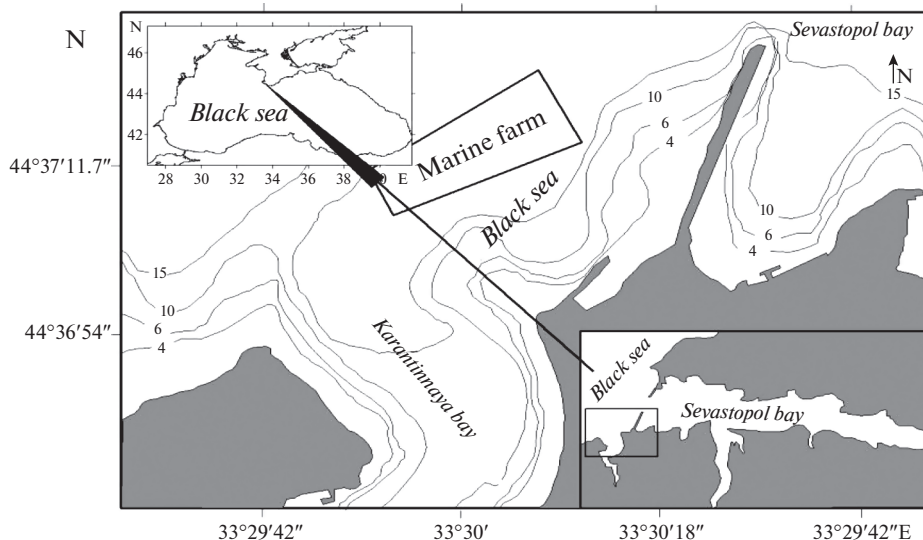 N
N
46
44
42
28 30 32 34 36 38 40 E
Black sea
Marine farm
Sevastopol bay
N
15
10
6
4
10
6
4
Black sea
44°37′11.7″
15
10
6
4
44°36′54″
Karantinnaya bay
Black sea
Sevastopol bay
33°29′42″ 33°30′ 33°30′18″ 33°29′42″E